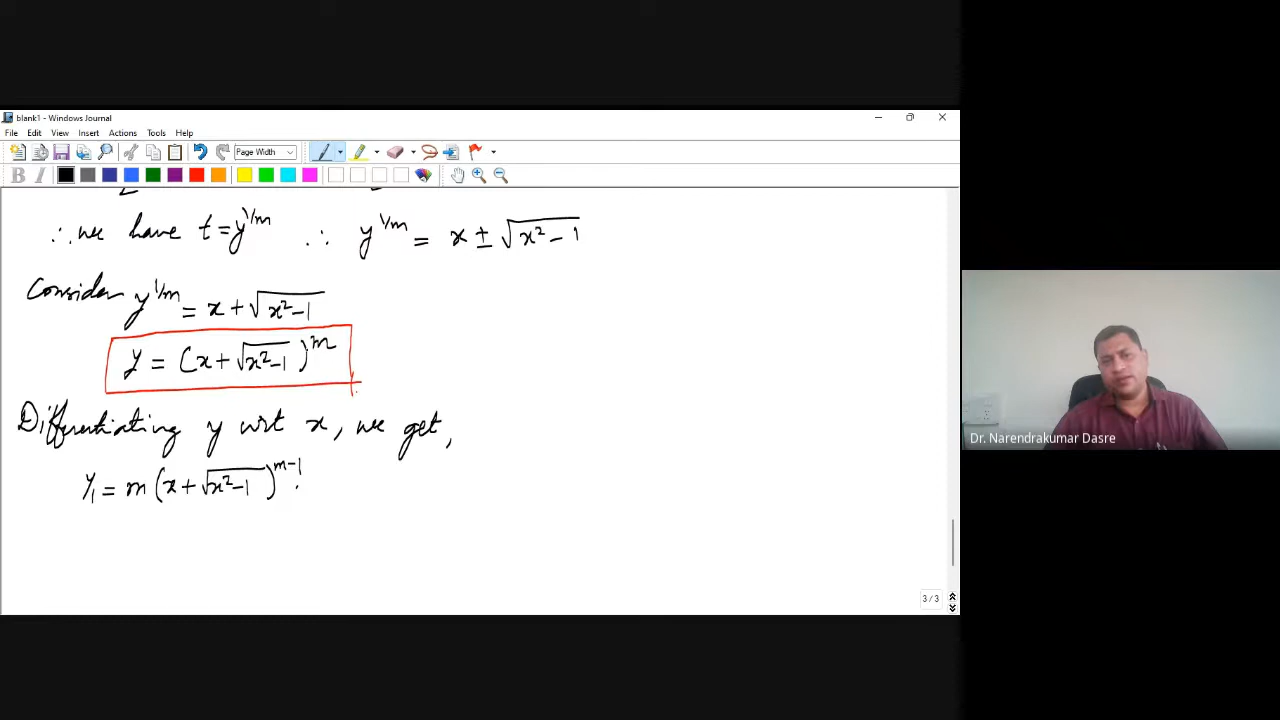 blank1 - Windows Journal
File Edit View Insert Actions Tools Help
Page Width
∴ we have t = y^{1/m} ∴ y^{1/m} = x ± √(x² − 1)
Consider y^{1/m} = x + √(x² − 1)
y = (x + √(x² − 1))^m
Differentiating y wrt x, we get,
y₁ = m (x + √(x² − 1))^{m−1} ·
3 / 3
Dr. Narendrakumar Dasre